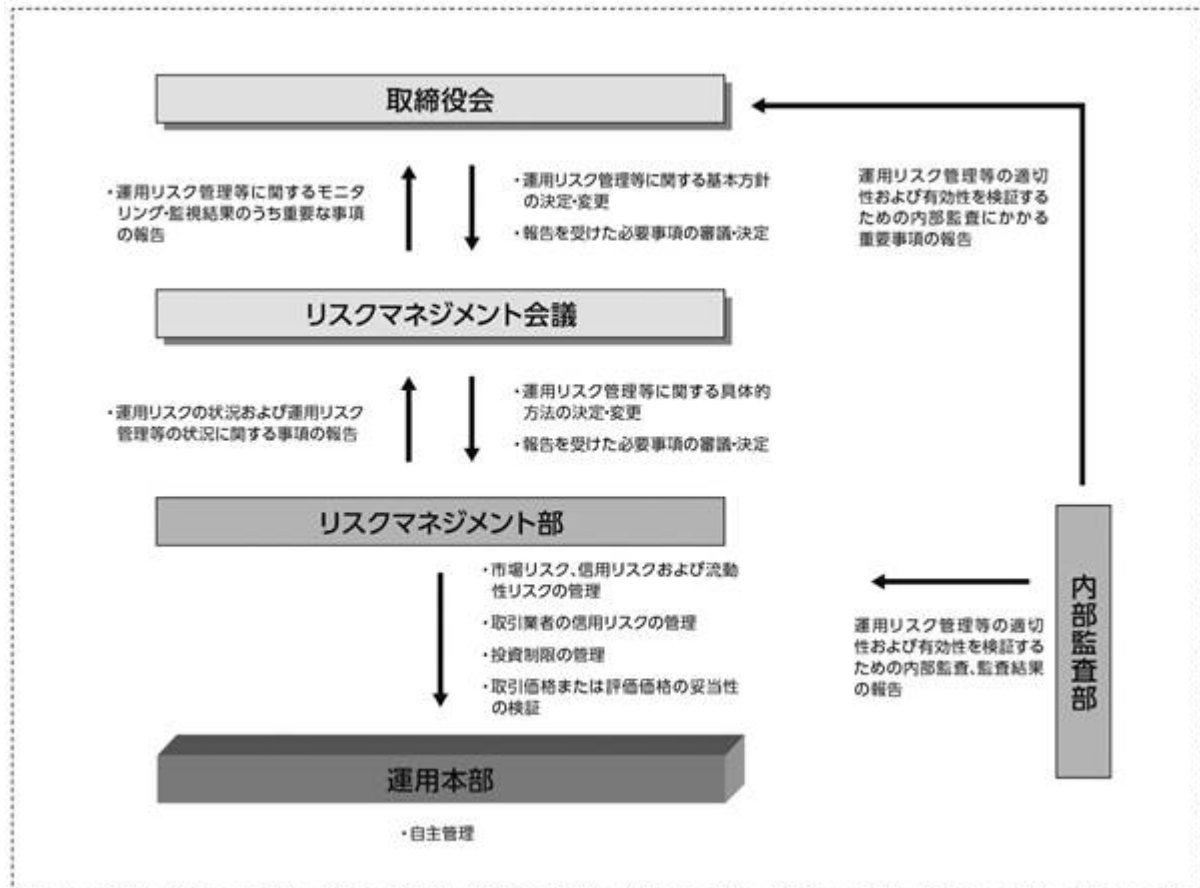 取締役会
・運用リスク管理等に関するモニタ
リング・監視結果のうち重要な事項
の報告
・運用リスク管理等に関する基本方針
の決定・変更
・報告を受けた必要事項の審議・決定
運用リスク管理等の適切
性および有効性を検証する
ための内部監査にかかる
重要事項の報告
リスクマネジメント会議
・運用リスクの状況および運用リスク
管理等の状況に関する事項の報告
・運用リスク管理等に関する具体的
方法の決定・変更
・報告を受けた必要事項の審議・決定
リスクマネジメント部
・市場リスク、信用リスクおよび流動
性リスクの管理
・取引業者の信用リスクの管理
・投資制限の管理
・取引価格または評価価格の妥当性
の検証
運用リスク管理等の適切
性および有効性を検証する
ための内部監査、監査結果
の報告
内部監査部
運用本部
・自主管理